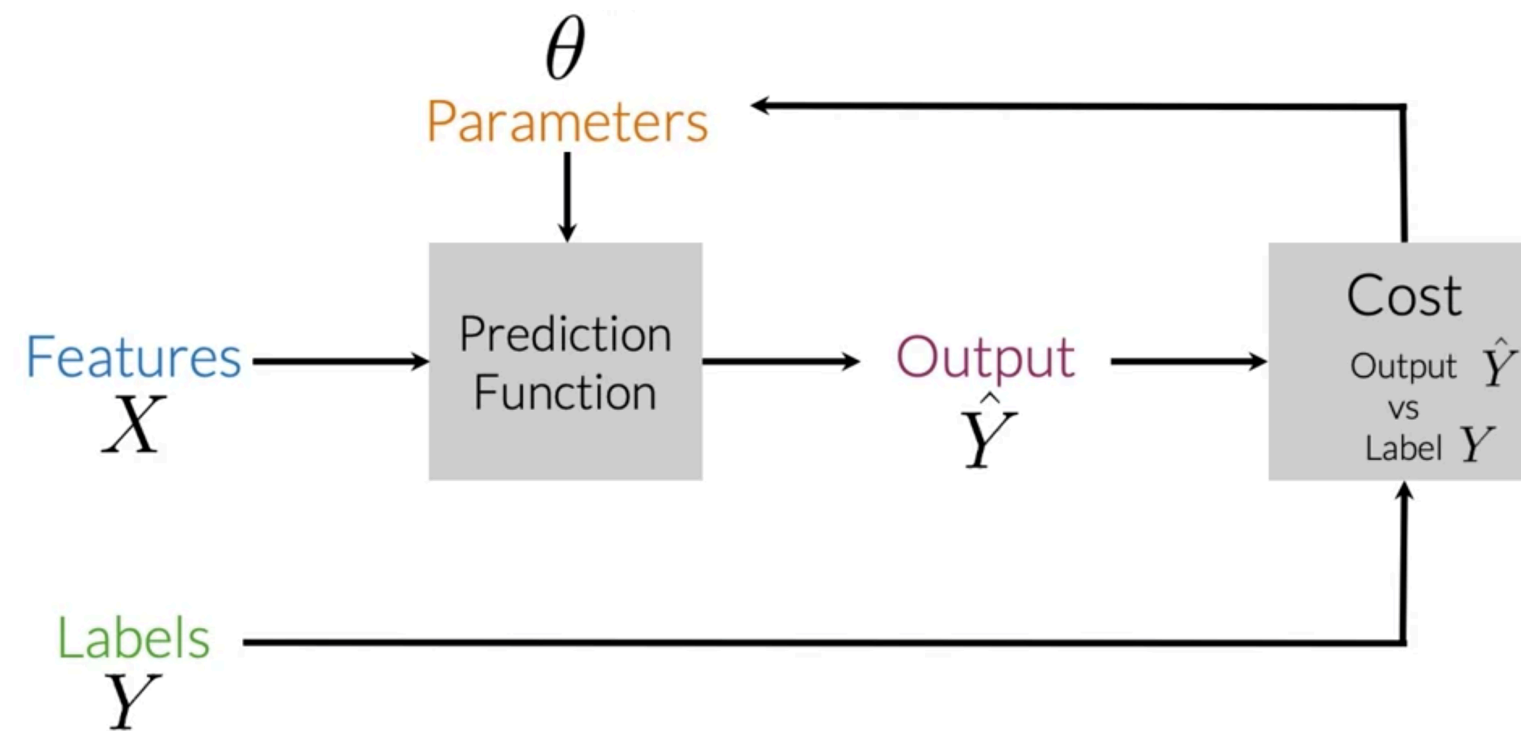 θ
Parameters
Prediction
Function
Features
X
Output
Ŷ
Cost
Output Ŷ
vs
Label Y
Labels
Y